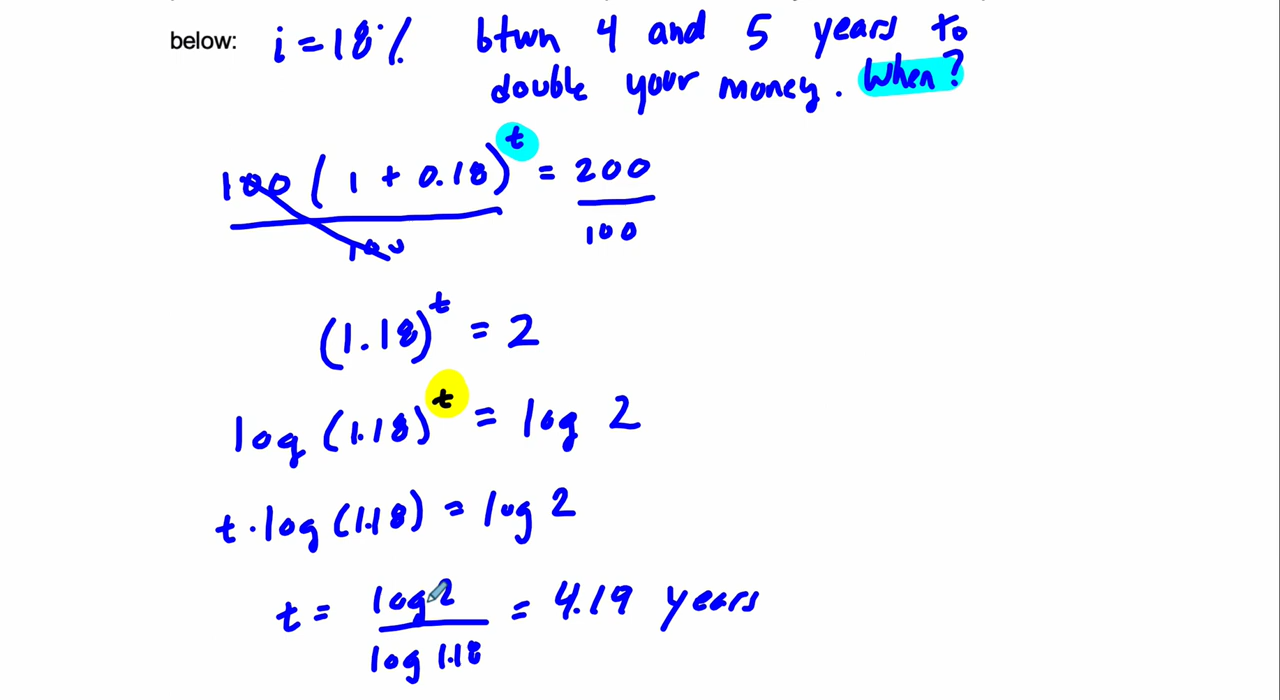 below: i = 18% btwn 4 and 5 years to
double your money. When?
100 ( 1 + 0.18)^t = 200
100 100
(1.18)^t = 2
log (1.18)^t = log 2
t · log (1.18) = log 2
t = log 2 = 4.19 years
log 1.18